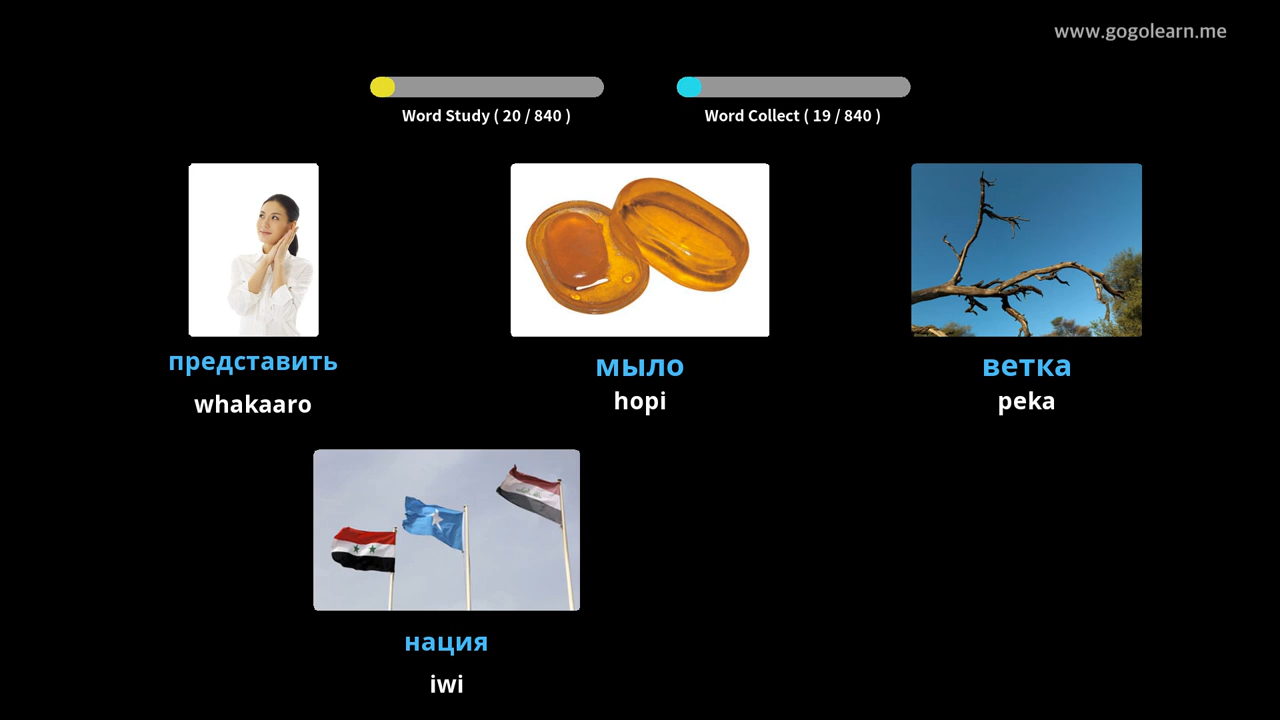 www.gogolearn.me
Word Study ( 20 / 840 )
Word Collect ( 19 / 840 )
представить
whakaaro
мыло
hopi
ветка
peka
нация
iwi